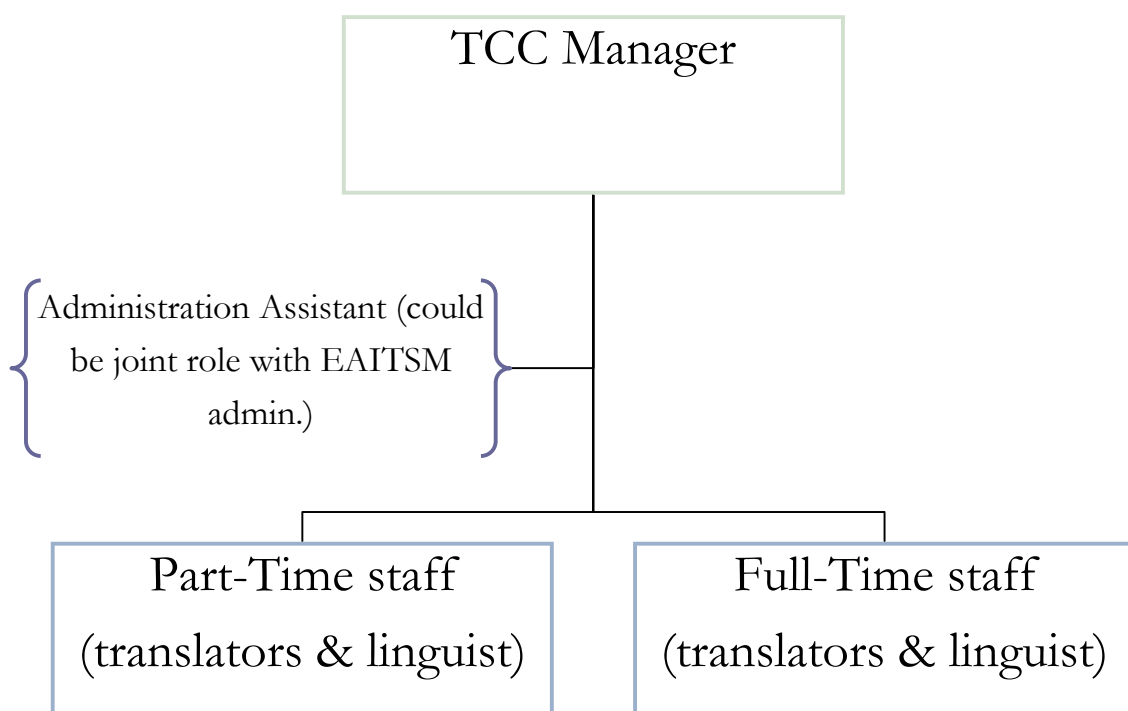 TCC Manager
Administration Assistant (could
be joint role with EAITSM
admin.)
Part-Time staff
(translators & linguist)
Full-Time staff
(translators & linguist)